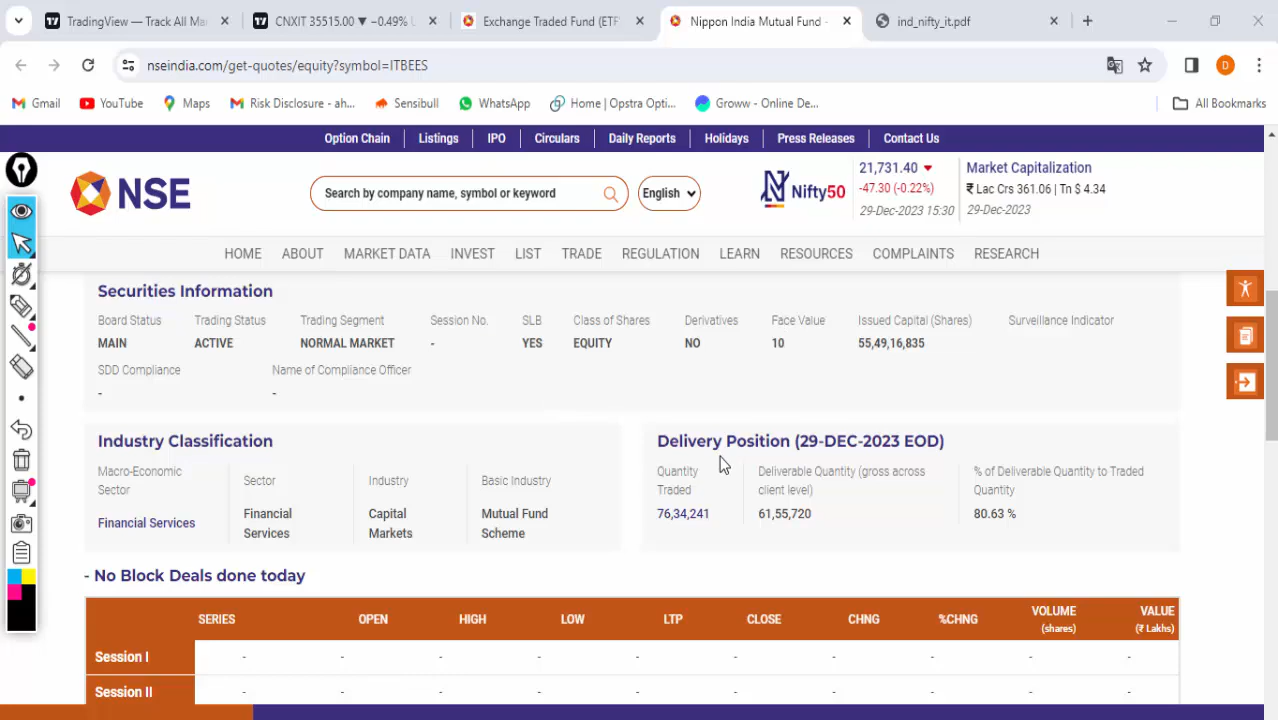 TradingView — Track All Ma
CNXIT 35515.00 ▼ −0.49% U
Exchange Traded Fund (ETF
Nippon India Mutual Fund -
ind_nifty_it.pdf
nseindia.com/get-quotes/equity?symbol=ITBEES
D
Gmail
YouTube
Maps
Risk Disclosure - ah...
Sensibull
WhatsApp
Home | Opstra Opti...
Groww - Online De...
All Bookmarks
Option Chain
Listings
IPO
Circulars
Daily Reports
Holidays
Press Releases
Contact Us
NSE
Search by company name, symbol or keyword
English
Nifty50
21,731.40
-47.30 (-0.22%)
29-Dec-2023 15:30
Market Capitalization
₹ Lac Crs 361.06 | Tn $ 4.34
29-Dec-2023
HOME
ABOUT
MARKET DATA
INVEST
LIST
TRADE
REGULATION
LEARN
RESOURCES
COMPLAINTS
RESEARCH
Securities Information
Board Status Trading Status Trading Segment Session No. SLB Class of Shares Derivatives Face Value Issued Capital (Shares) Surveillance Indicator
MAIN ACTIVE NORMAL MARKET - YES EQUITY NO 10 55,49,16,835
SDD Compliance Name of Compliance Officer
- -
Industry Classification
Macro-Economic
Sector
Financial Services
Sector
Financial
Services
Industry
Capital
Markets
Basic Industry
Mutual Fund
Scheme
Delivery Position (29-DEC-2023 EOD)
Quantity
Traded
76,34,241
Deliverable Quantity (gross across
client level)
61,55,720
% of Deliverable Quantity to Traded
Quantity
80.63 %
- No Block Deals done today
SERIES OPEN HIGH LOW LTP CLOSE CHNG %CHNG VOLUME (shares) VALUE (₹ Lakhs)
Session I - - - - - - - - - -
Session II - - - - - - - - - -